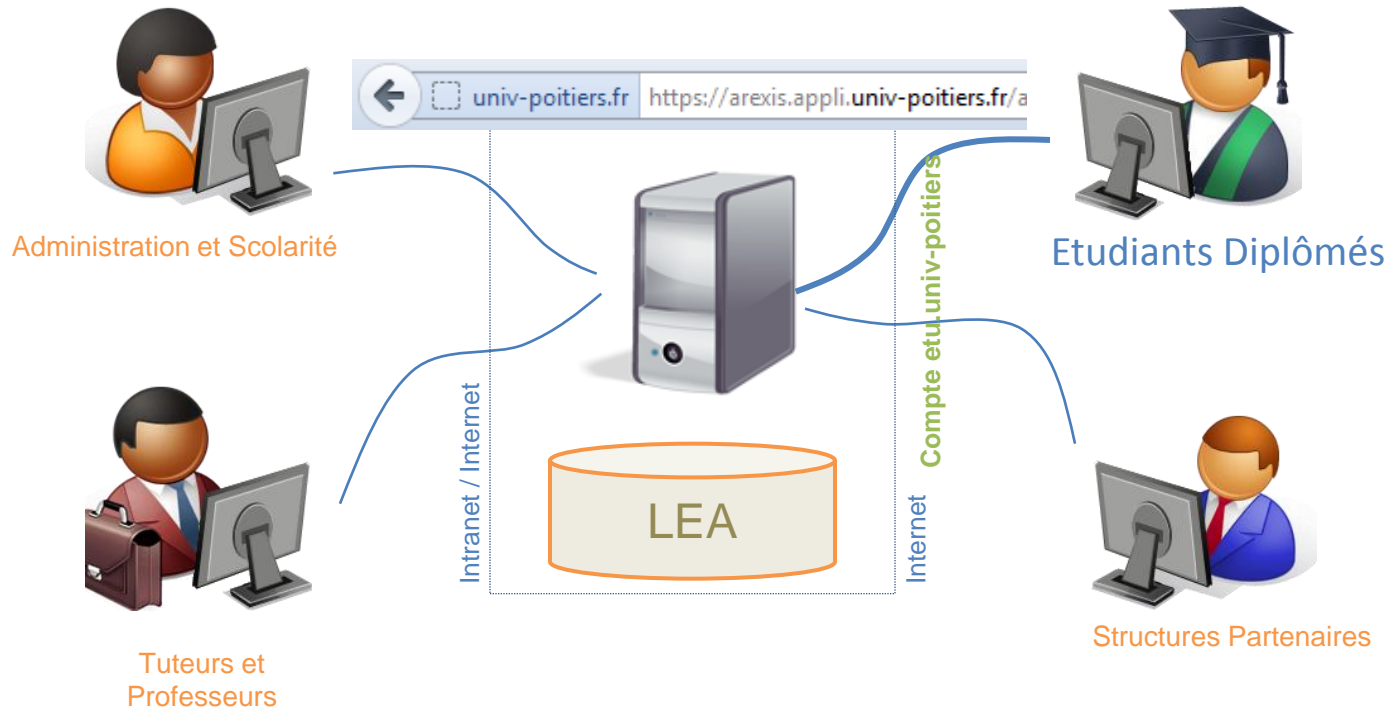 univ-poitiers.fr https://arexis.appli.univ-poitiers.fr/a
Administration et Scolarité
Etudiants Diplômés
Compte etu.univ-poitiers
Intranet / Internet
LEA
Internet
Tuteurs et
Professeurs
Structures Partenaires